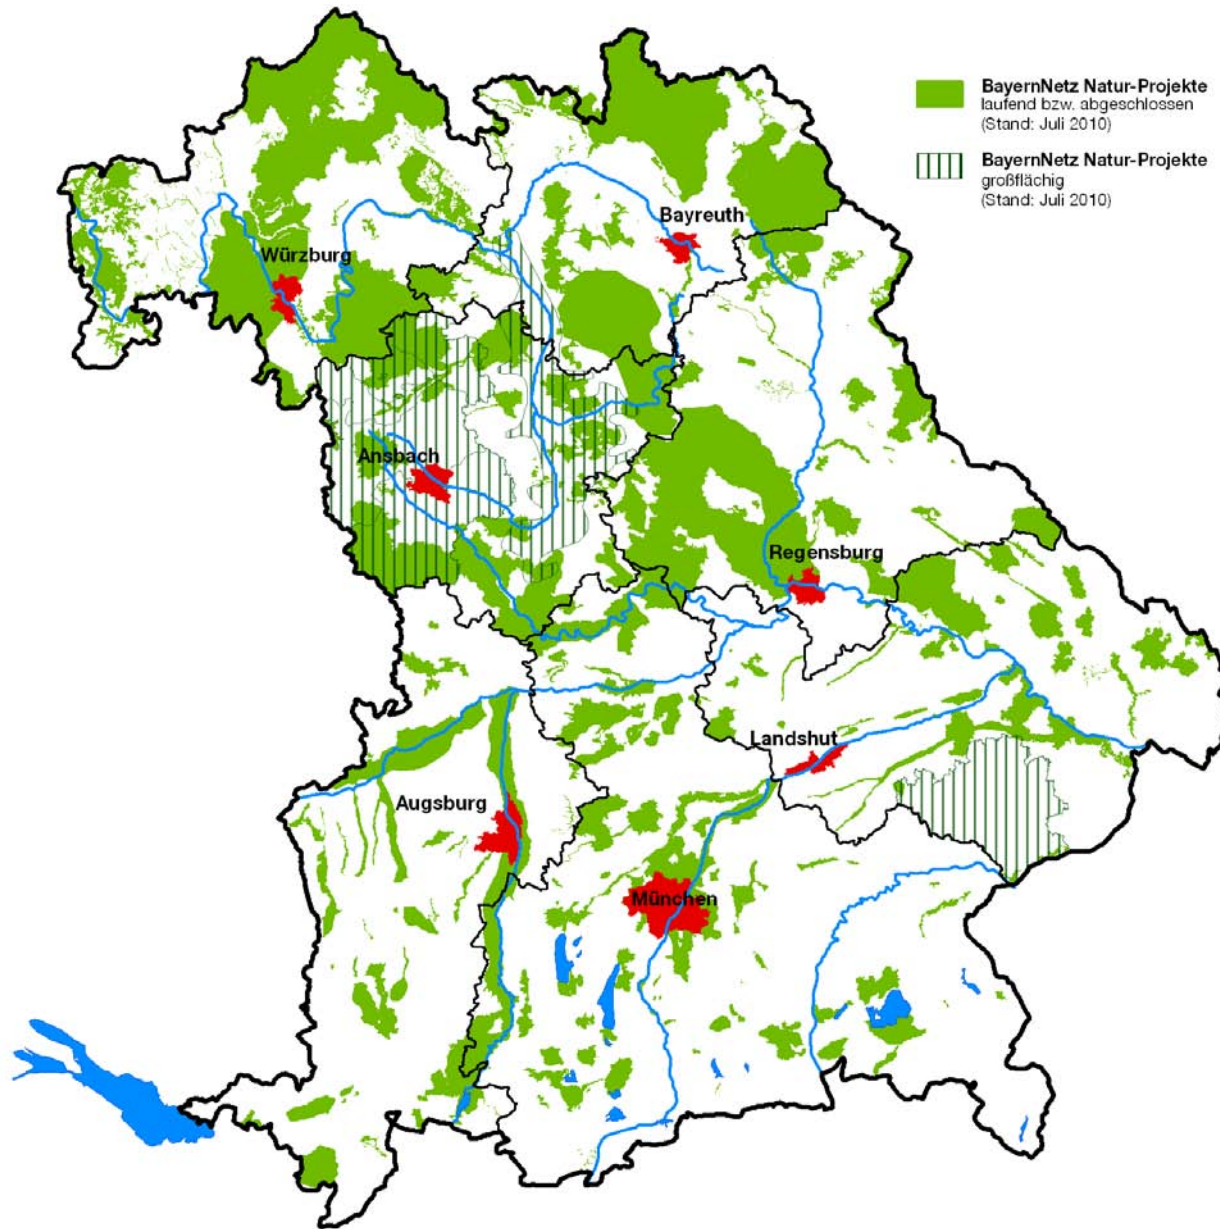 BayernNetz Natur-Projekte
laufend bzw. abgeschlossen
(Stand: Juli 2010)
BayernNetz Natur-Projekte
großflächig
(Stand: Juli 2010)
Bayreuth
Würzburg
Ansbach
Regensburg
Landshut
Augsburg
München